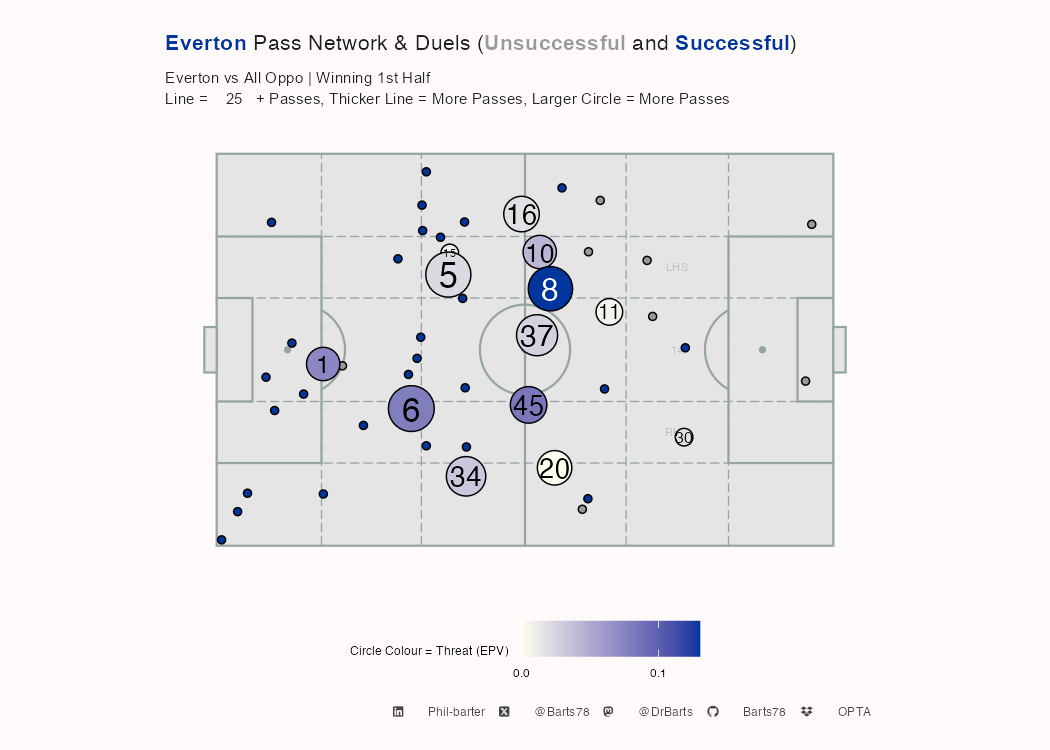 Everton Pass Network & Duels (Unsuccessful and Successful)
Everton vs All Oppo | Winning 1st Half
Line = 25 + Passes, Thicker Line = More Passes, Larger Circle = More Passes
16
15
10
5
LHS
8
11
37
1
6
45
30
34
20
Circle Colour = Threat (EPV)
0.0 0.1
Phil-barter @Barts78 @DrBarts Barts78 OPTA